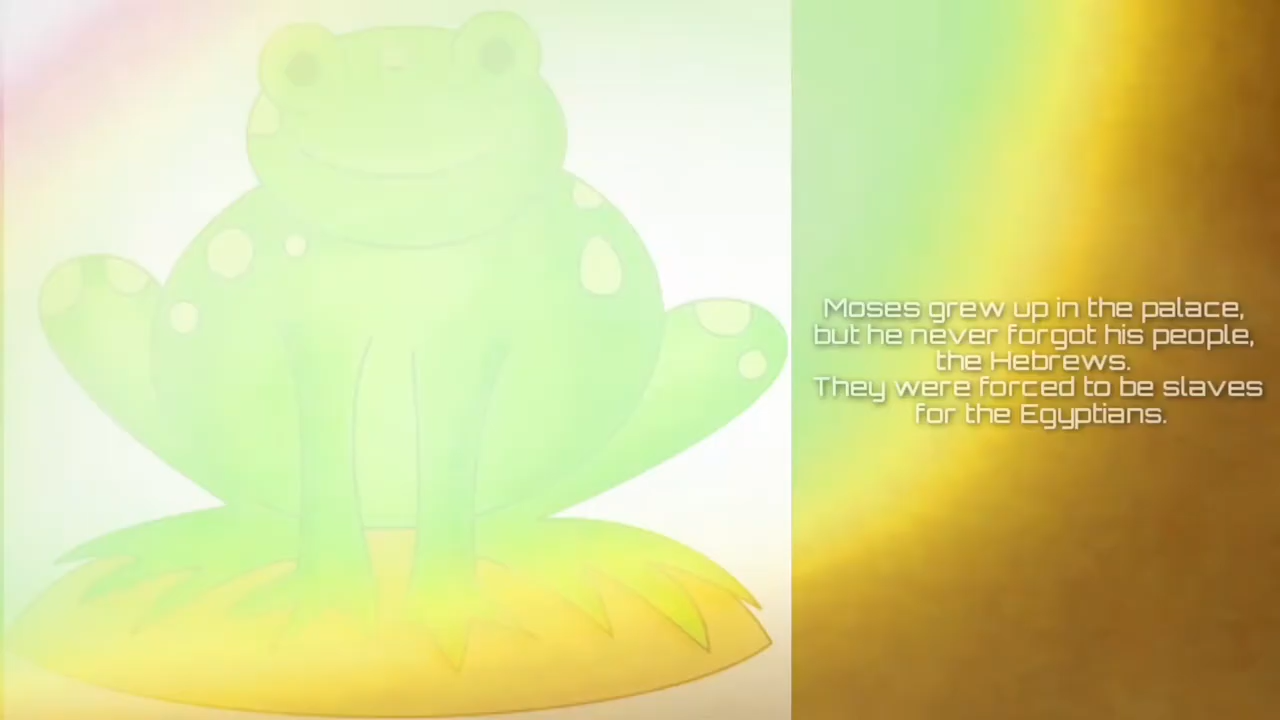 Moses grew up in the palace,
but he never forgot his people,
the Hebrews.
They were forced to be slaves
for the Egyptians.